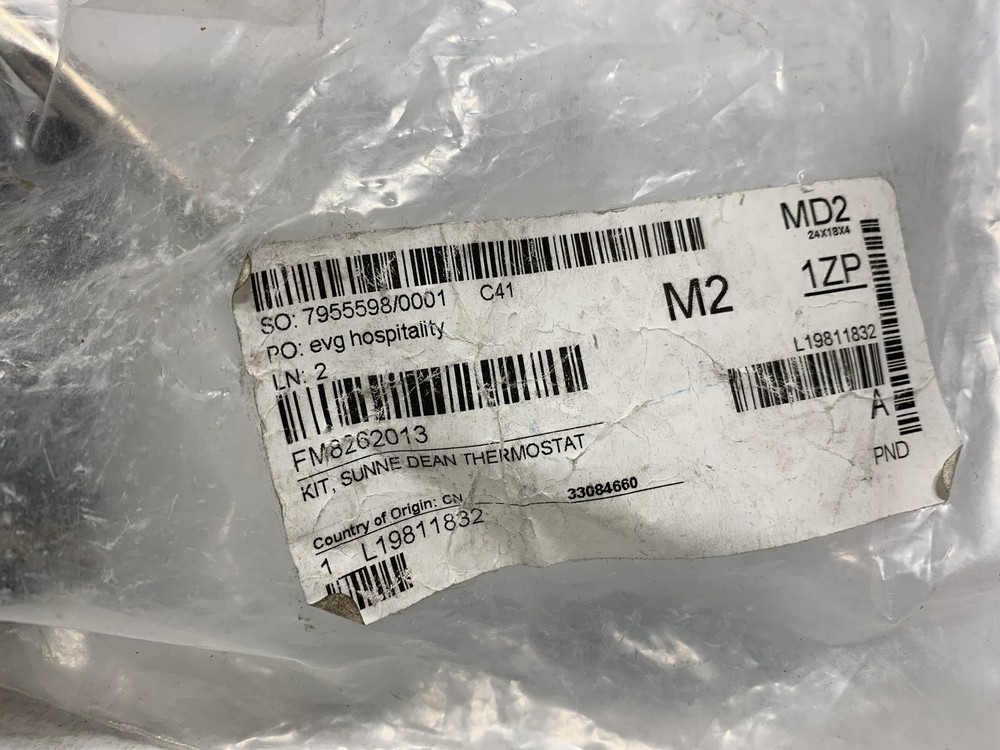 MD2
24X18X4
SO: 7955598/0001 C41
M2
1ZP
PO: evg hospitality
LN: 2
L19811832
FM8262013
A
KIT, SUNNE DEAN THERMOSTAT
PND
Country of Origin: CN 33084660
1 L19811832